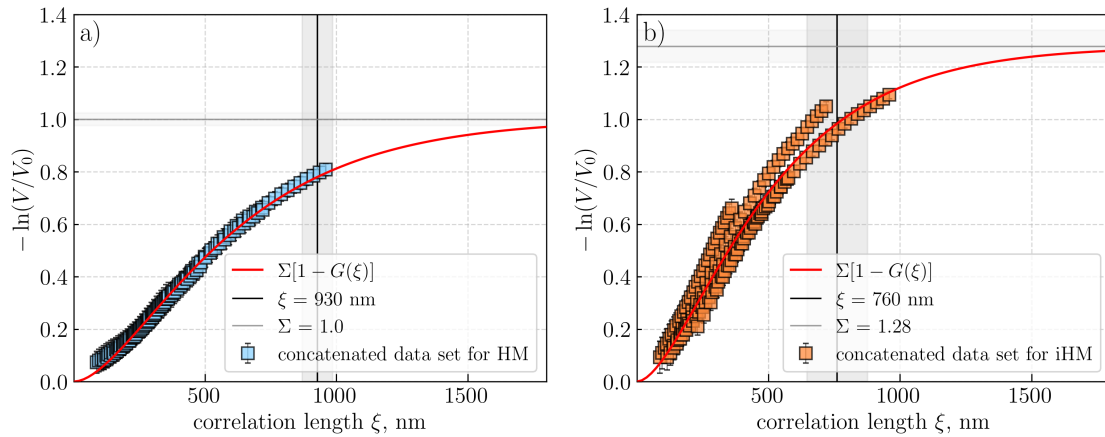 a)
1.4
1.2
1.0
0.8
0.6
0.4
0.2
0.0
− ln(V/V₀)
500
1000
1500
correlation length ξ, nm
Σ[1 − G(ξ)]
ξ = 930 nm
Σ = 1.0
concatenated data set for HM
b)
1.4
1.2
1.0
0.8
0.6
0.4
0.2
0.0
− ln(V/V₀)
500
1000
1500
correlation length ξ, nm
Σ[1 − G(ξ)]
ξ = 760 nm
Σ = 1.28
concatenated data set for iHM